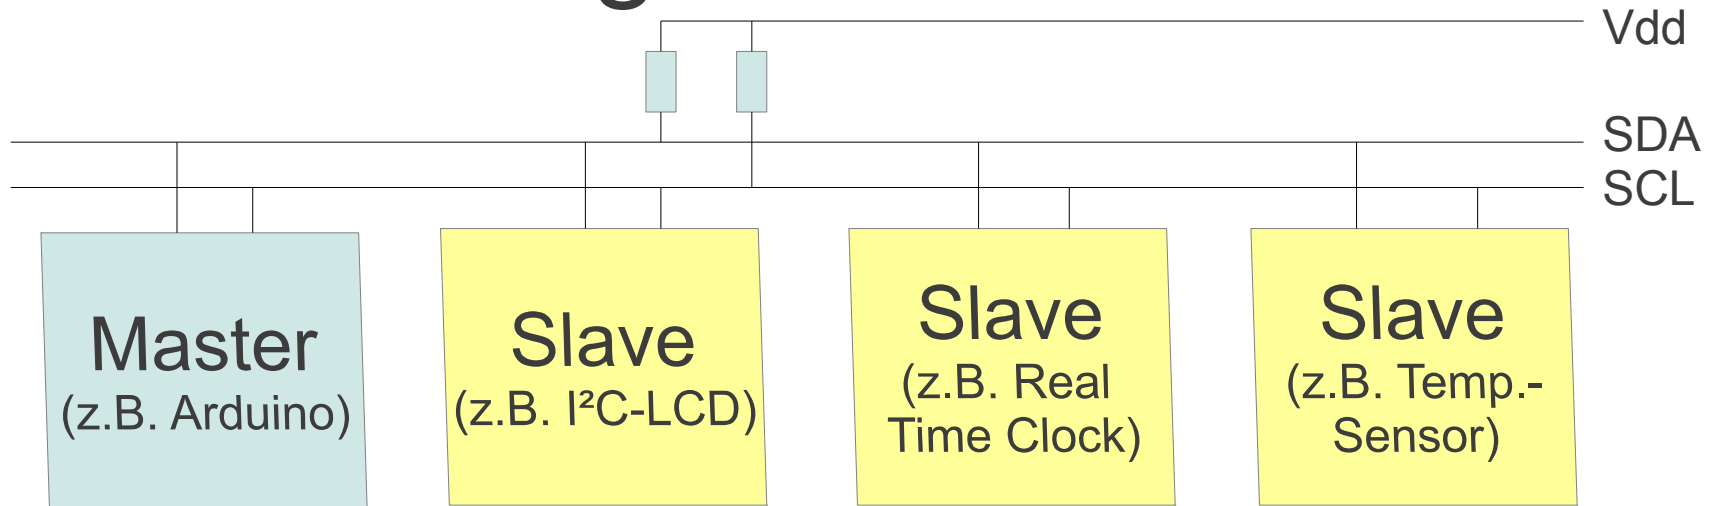 Vdd
SDA
SCL
Master
(z.B. Arduino)
Slave
(z.B. I²C-LCD)
Slave
(z.B. Real
Time Clock)
Slave
(z.B. Temp.-
Sensor)